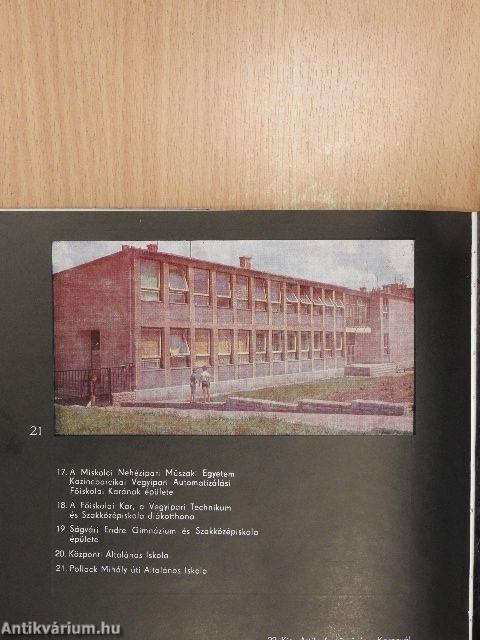 21
17. A Miskolci Nehézipari Műszaki Egyetem
Kazincbarcikai Vegyipari Automatizálási
Főiskolai Karának épülete
18. A Főiskolai Kar, a Vegyipari Technikum
és Szakközépiskola diákotthona
19. Ságvári Endre Gimnázium és Szakközépiskola
épülete
20. Központi Általános Iskola
21. Pollack Mihály úti Általános Iskola
Antikvárium.hu